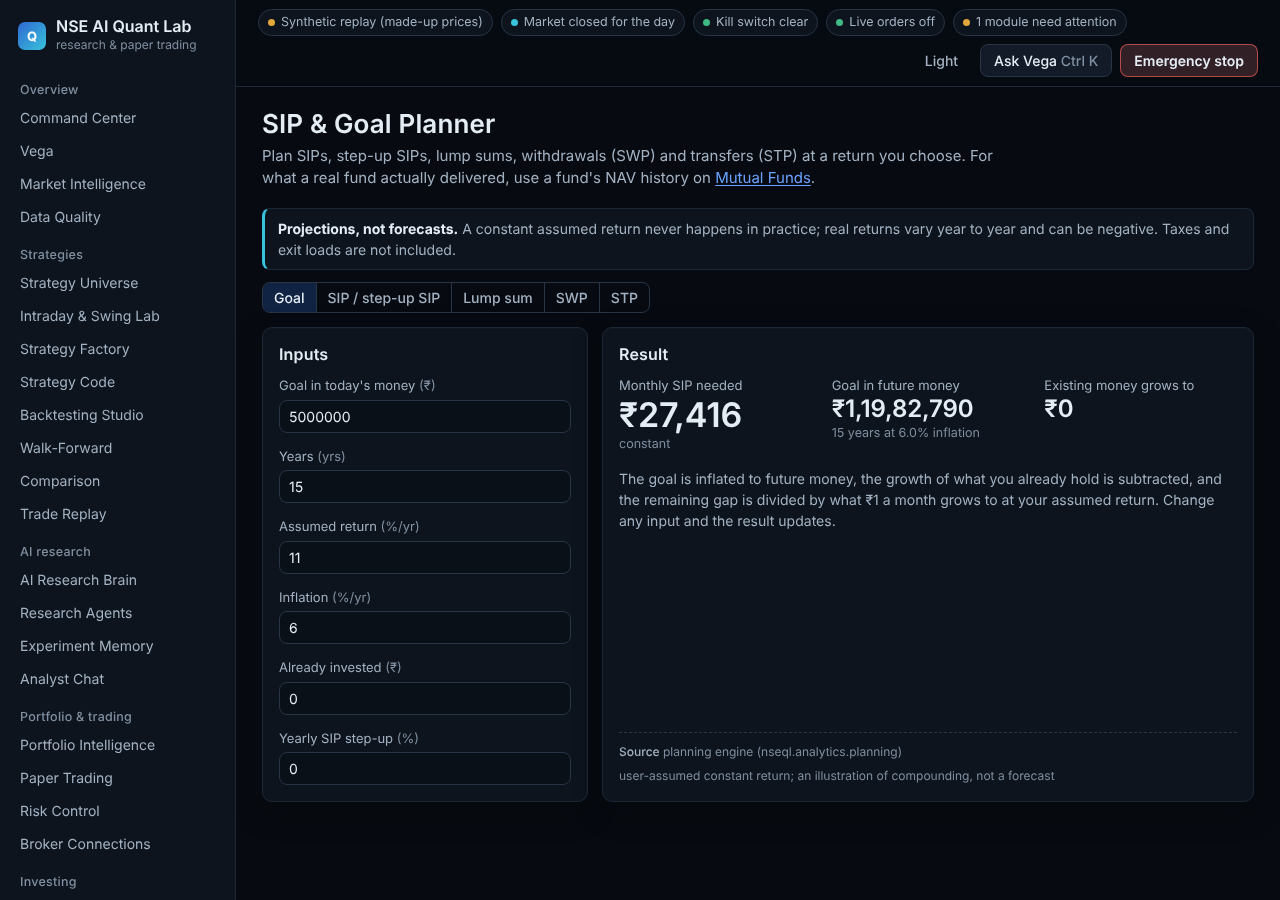 NSE AI Quant Lab
research & paper trading
Overview
Command Center
Vega
Market Intelligence
Data Quality
Strategies
Strategy Universe
Intraday & Swing Lab
Strategy Factory
Strategy Code
Backtesting Studio
Walk-Forward
Comparison
Trade Replay
AI research
AI Research Brain
Research Agents
Experiment Memory
Analyst Chat
Portfolio & trading
Portfolio Intelligence
Paper Trading
Risk Control
Broker Connections
Investing
Synthetic replay (made-up prices)
Market closed for the day
Kill switch clear
Live orders off
1 module need attention
Light
Ask Vega Ctrl K
Emergency stop
SIP & Goal Planner
Plan SIPs, step-up SIPs, lump sums, withdrawals (SWP) and transfers (STP) at a return you choose. For
what a real fund actually delivered, use a fund's NAV history on Mutual Funds.
Projections, not forecasts. A constant assumed return never happens in practice; real returns vary year to year and can be negative. Taxes and
exit loads are not included.
Goal
SIP / step-up SIP
Lump sum
SWP
STP
Inputs
Goal in today's money (₹)
5000000
Years (yrs)
15
Assumed return (%/yr)
11
Inflation (%/yr)
6
Already invested (₹)
0
Yearly SIP step-up (%)
0
Result
Monthly SIP needed
₹27,416
constant
Goal in future money
₹1,19,82,790
15 years at 6.0% inflation
Existing money grows to
₹0
The goal is inflated to future money, the growth of what you already hold is subtracted, and
the remaining gap is divided by what ₹1 a month grows to at your assumed return. Change
any input and the result updates.
Source planning engine (nseql.analytics.planning)
user-assumed constant return; an illustration of compounding, not a forecast
Q